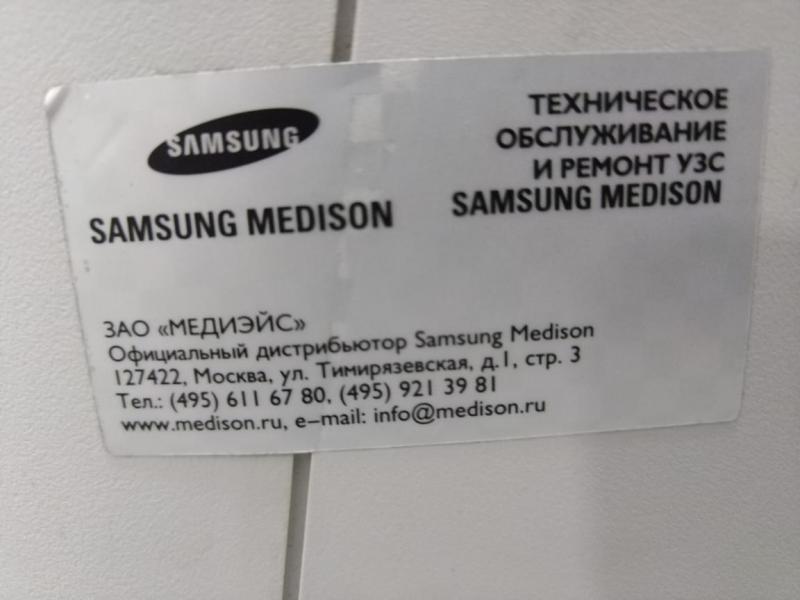 SAMSUNG
SAMSUNG MEDISON
ТЕХНИЧЕСКОЕ
ОБСЛУЖИВАНИЕ
И РЕМОНТ УЗС
SAMSUNG MEDISON
ЗАО «МЕДИЭЙС»
Официальный дистрибьютор Samsung Medison
127422, Москва, ул. Тимирязевская, д.1, стр. 3
Тел.: (495) 611 67 80, (495) 921 39 81
www.medison.ru, e–mail: info@medison.ru